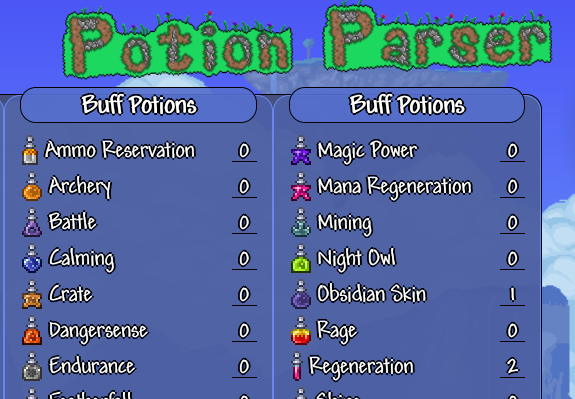 Potion Parser
Buff Potions
Ammo Reservation 0
Archery 0
Battle 0
Calming 0
Crate 0
Dangersense 0
Endurance 0
Buff Potions
Magic Power 0
Mana Regeneration 0
Mining 0
Night Owl 0
Obsidian Skin 1
Rage 0
Regeneration 2